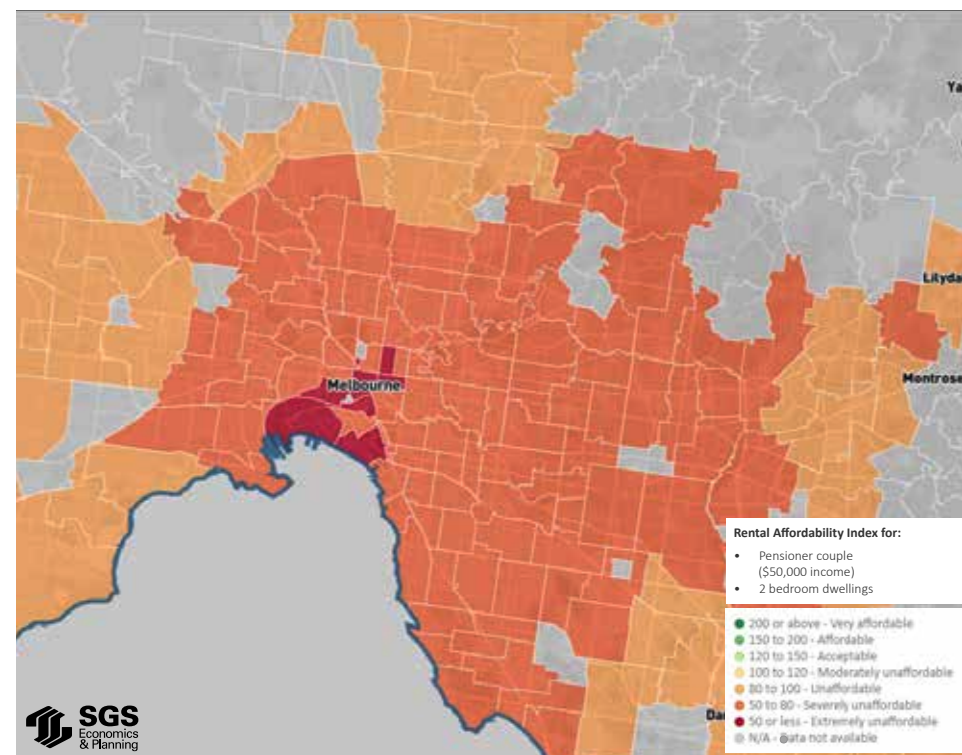 Ya
Lilyda
Melbourne
Montrose
Rental Affordability Index for:
• Pensioner couple
($50,000 income)
• 2 bedroom dwellings
200 or above - Very affordable
150 to 200 - Affordable
120 to 150 - Acceptable
100 to 120 - Moderately unaffordable
80 to 100 - Unaffordable
50 to 80 - Severely unaffordable
50 or less - Extremely unaffordable
N/A - Data not available
Da
SGS
Economics
& Planning